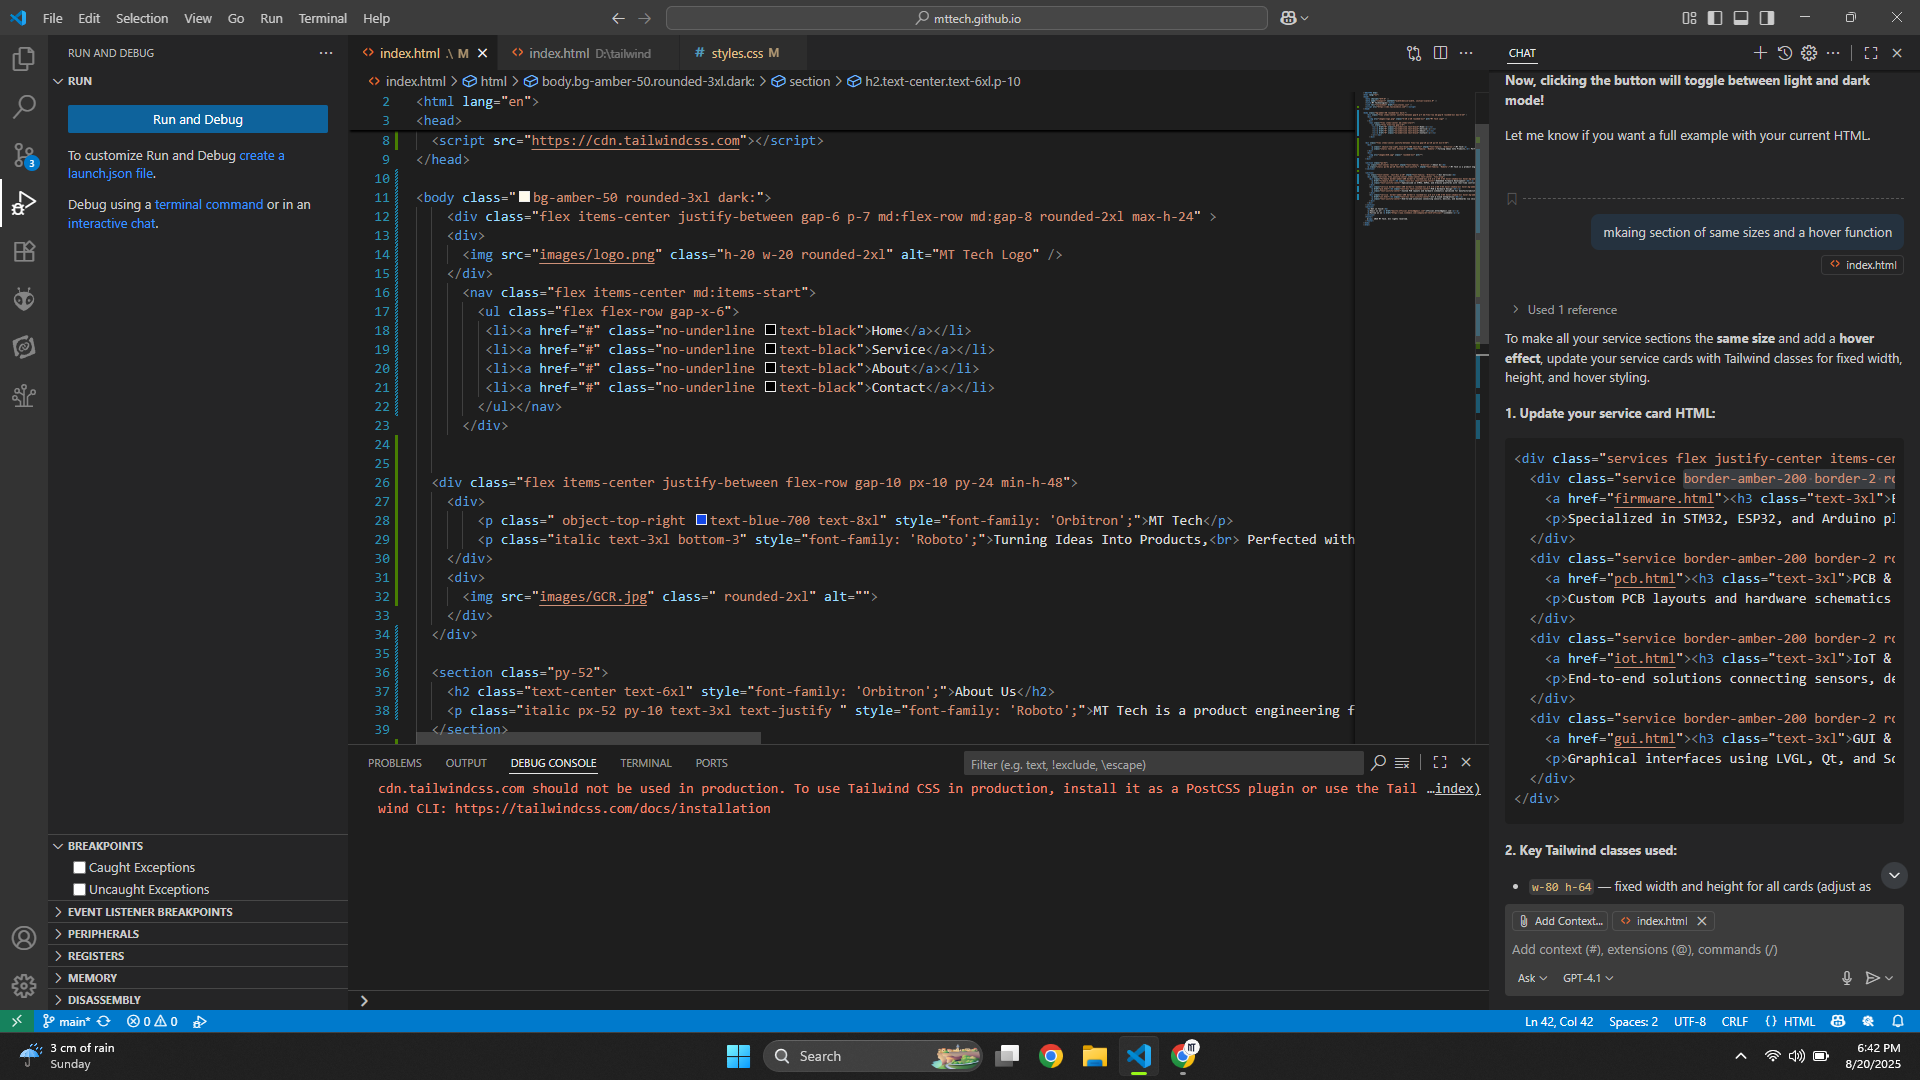 File Edit Selection View Go Run Terminal Help
mttech.github.io
RUN AND DEBUG
RUN
Run and Debug
To customize Run and Debug create a
launch.json file.
Debug using a terminal command or in an
interactive chat.
3
BREAKPOINTS
Caught Exceptions
Uncaught Exceptions
EVENT LISTENER BREAKPOINTS
PERIPHERALS
REGISTERS
MEMORY
DISASSEMBLY
index.html .\ M
index.html D:\tailwind
styles.css M
index.html > html > body.bg-amber-50.rounded-3xl.dark: > section > h2.text-center.text-6xl.p-10
2 <html lang="en">
3 <head>
8 <script src="https://cdn.tailwindcss.com"></script>
9 </head>
10
11 <body class="bg-amber-50 rounded-3xl dark:">
12 <div class="flex items-center justify-between gap-6 p-7 md:flex-row md:gap-8 rounded-2xl max-h-24" >
13 <div>
14 <img src="images/logo.png" class="h-20 w-20 rounded-2xl" alt="MT Tech Logo" />
15 </div>
16 <nav class="flex items-center md:items-start">
17 <ul class="flex flex-row gap-x-6">
18 <li><a href="#" class="no-underline text-black">Home</a></li>
19 <li><a href="#" class="no-underline text-black">Service</a></li>
20 <li><a href="#" class="no-underline text-black">About</a></li>
21 <li><a href="#" class="no-underline text-black">Contact</a></li>
22 </ul></nav>
23 </div>
24
25
26 <div class="flex items-center justify-between flex-row gap-10 px-10 py-24 min-h-48">
27 <div>
28 <p class=" object-top-right text-blue-700 text-8xl" style="font-family: 'Orbitron';">MT Tech</p>
29 <p class="italic text-3xl bottom-3" style="font-family: 'Roboto';">Turning Ideas Into Products,<br> Perfected with
30 </div>
31 <div>
32 <img src="images/GCR.jpg" class=" rounded-2xl" alt="">
33 </div>
34 </div>
35
36 <section class="py-52">
37 <h2 class="text-center text-6xl" style="font-family: 'Orbitron';">About Us</h2>
38 <p class="italic px-52 py-10 text-3xl text-justify " style="font-family: 'Roboto';">MT Tech is a product engineering f
39 </section>
PROBLEMS OUTPUT DEBUG CONSOLE TERMINAL PORTS
Filter (e.g. text, !exclude, \escape)
cdn.tailwindcss.com should not be used in production. To use Tailwind CSS in production, install it as a PostCSS plugin or use the Tail …index)
wind CLI: https://tailwindcss.com/docs/installation
CHAT
Now, clicking the button will toggle between light and dark
mode!
Let me know if you want a full example with your current HTML.
mkaing section of same sizes and a hover function
index.html
Used 1 reference
To make all your service sections the same size and add a hover
effect, update your service cards with Tailwind classes for fixed width,
height, and hover styling.
1. Update your service card HTML:
<div class="services flex justify-center items-cer
<div class="service border-amber-200 border-2 ro
<a href="firmware.html"><h3 class="text-3xl">E
<p>Specialized in STM32, ESP32, and Arduino pl
</div>
<div class="service border-amber-200 border-2 ro
<a href="pcb.html"><h3 class="text-3xl">PCB &
<p>Custom PCB layouts and hardware schematics
</div>
<div class="service border-amber-200 border-2 ro
<a href="iot.html"><h3 class="text-3xl">IoT &
<p>End-to-end solutions connecting sensors, de
</div>
<div class="service border-amber-200 border-2 ro
<a href="gui.html"><h3 class="text-3xl">GUI &
<p>Graphical interfaces using LVGL, Qt, and Sc
</div>
</div>
2. Key Tailwind classes used:
• w-80 h-64 — fixed width and height for all cards (adjust as
Add Context... index.html
Add context (#), extensions (@), commands (/)
Ask GPT-4.1
main* 0 0
Ln 42, Col 42 Spaces: 2 UTF-8 CRLF {} HTML
3 cm of rain
Sunday
Search
MT
6:42 PM
8/20/2025